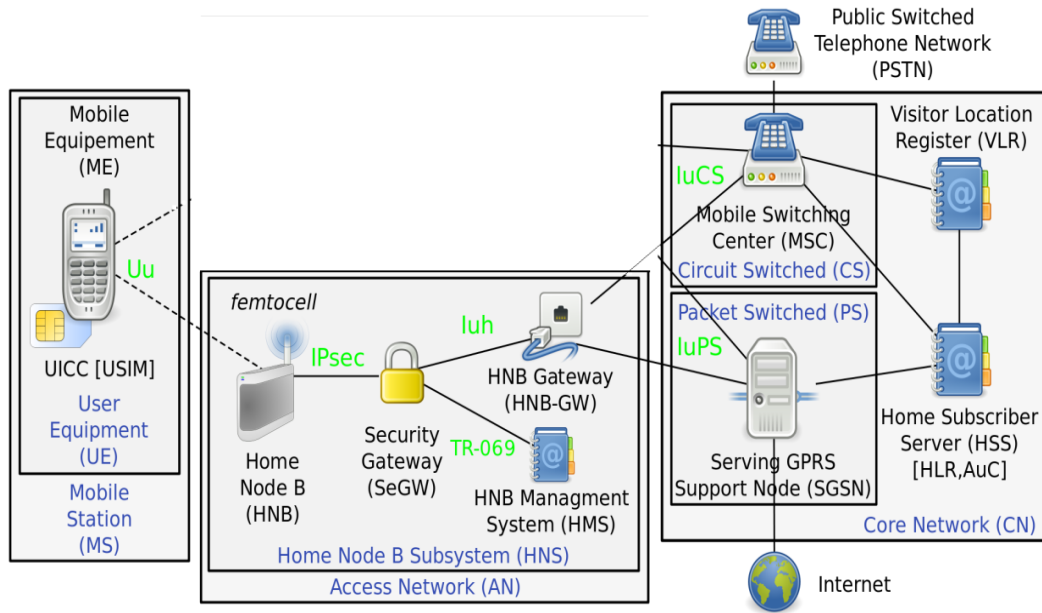 Mobile
Equipement
(ME)
Uu
UICC [USIM]
User
Equipment
(UE)
Mobile
Station
(MS)
femtocell
IPsec
Home
Node B
(HNB)
Security
Gateway
(SeGW)
Iuh
HNB Gateway
(HNB-GW)
TR-069
HNB Managment
System (HMS)
Home Node B Subsystem (HNS)
Access Network (AN)
Public Switched
Telephone Network
(PSTN)
IuCS
Mobile Switching
Center (MSC)
Circuit Switched (CS)
Packet Switched (PS)
IuPS
Serving GPRS
Support Node (SGSN)
Visitor Location
Register (VLR)
@
Home Subscriber
Server (HSS)
[HLR,AuC]
@
@
Core Network (CN)
Internet